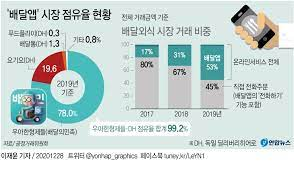 '배달앱' 시장 점유율 현황
푸드플라이(DH) 0.3
배달통(DH) 1.3
기타 0.8%
요기요(DH)
19.6
2019년
기준
78.0%
우아한형제들(배달의민족)
우아한형제들·DH 점유율 합계 99.2%
전체 거래금액 기준
배달외식 시장 거래 비중
17%
31%
배달앱
53%
온라인서비스 전체
80%
67%
45%
직접 전화주문
(배달앱의 '전화하기'
기능 포함)
2017
2018
2019년
자료/공정거래위원회
※DH, 독일 딜리버리히어로
연합뉴스
이재윤 기자 / 20201228
트위터 @yonhap_graphics 페이스북 tuney.kr/LeYN1